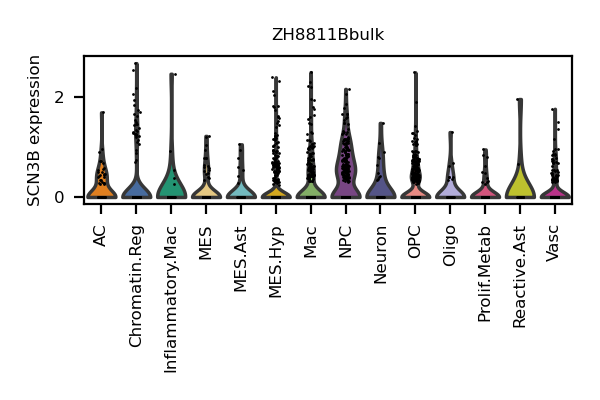 ZH8811Bbulk
SCN3B expression
2
0
AC
Chromatin.Reg
Inflammatory.Mac
MES
MES.Ast
MES.Hyp
Mac
NPC
Neuron
OPC
Oligo
Prolif.Metab
Reactive.Ast
Vasc